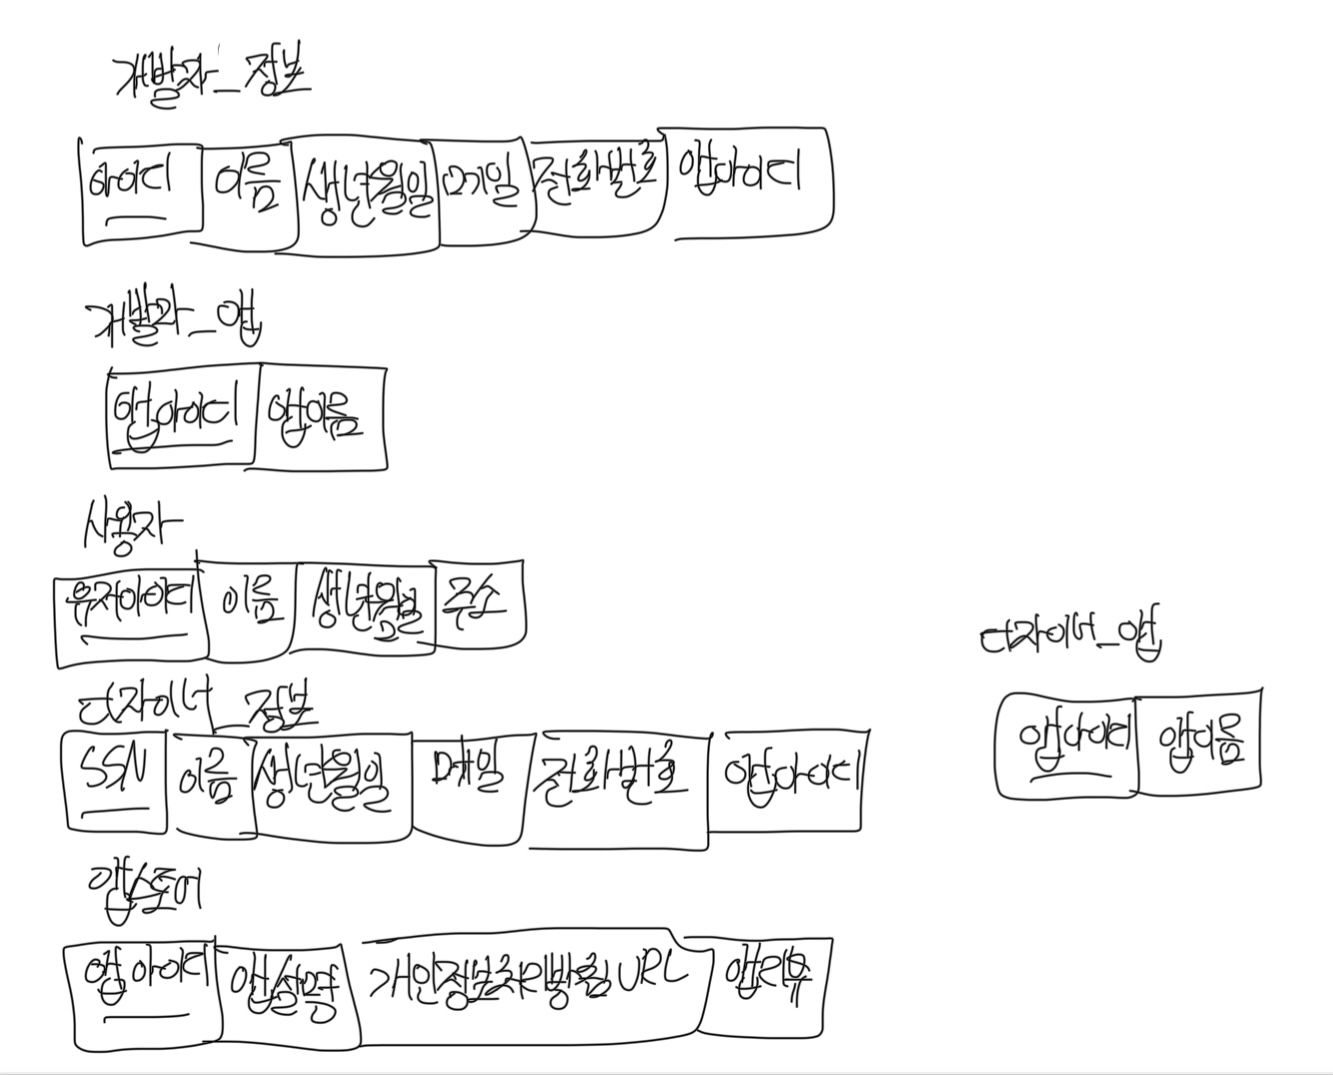 개발자_정보
아이디 이름 생년월일 메일 전화번호 앱아이디
개발자_앱
앱아이디 앱이름
사용자
유저아이디 이름 생년월일 주소
디자이너_정보
SSN 이름 생년월일 메일 전화번호 앱아이디
디자이너_앱
앱아이디 앱이름
앱스토어
앱아이디 앱설명 개인정보처리방침URL 앱리뷰